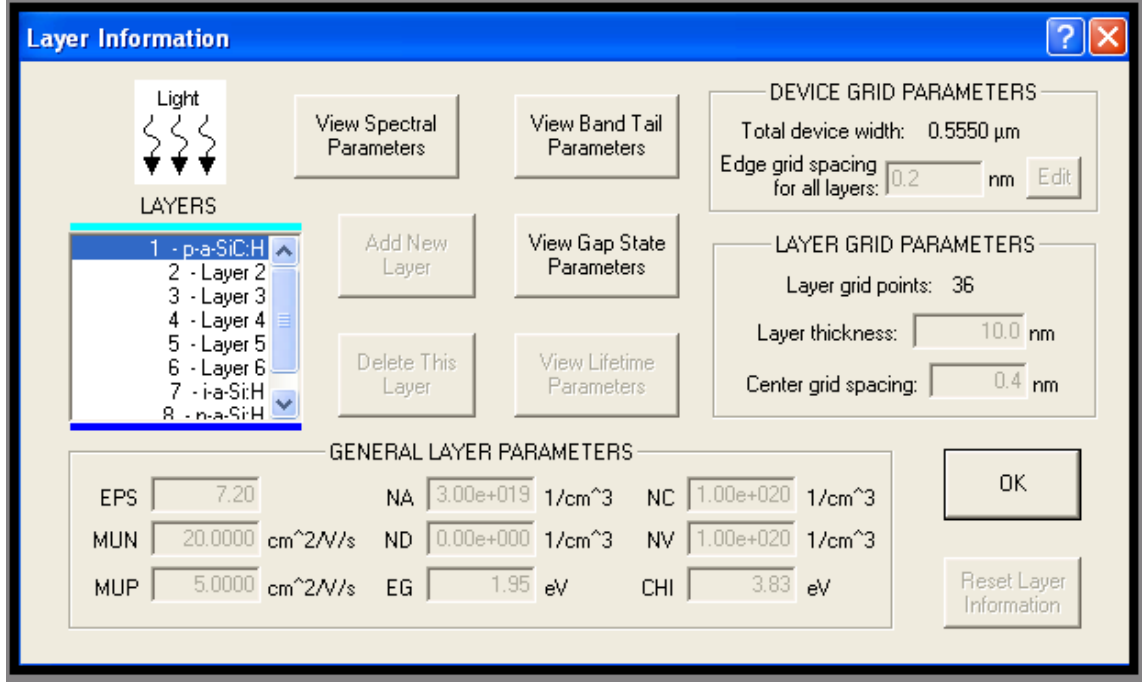 Layer Information
Light
LAYERS
1 - p-a-SiC:H
2 - Layer 2
3 - Layer 3
4 - Layer 4
5 - Layer 5
6 - Layer 6
7 - i-a-Si:H
8 - n-a-Si:H
View Spectral
Parameters
View Band Tail
Parameters
Add New
Layer
View Gap State
Parameters
Delete This
Layer
View Lifetime
Parameters
DEVICE GRID PARAMETERS
Total device width: 0.5550 µm
Edge grid spacing
for all layers: 0.2 nm Edit
LAYER GRID PARAMETERS
Layer grid points: 36
Layer thickness: 10.0 nm
Center grid spacing: 0.4 nm
GENERAL LAYER PARAMETERS
EPS 7.20 NA 3.00e+019 1/cm^3 NC 1.00e+020 1/cm^3
MUN 20.0000 cm^2/V/s ND 0.00e+000 1/cm^3 NV 1.00e+020 1/cm^3
MUP 5.0000 cm^2/V/s EG 1.95 eV CHI 3.83 eV
OK
Reset Layer
Information